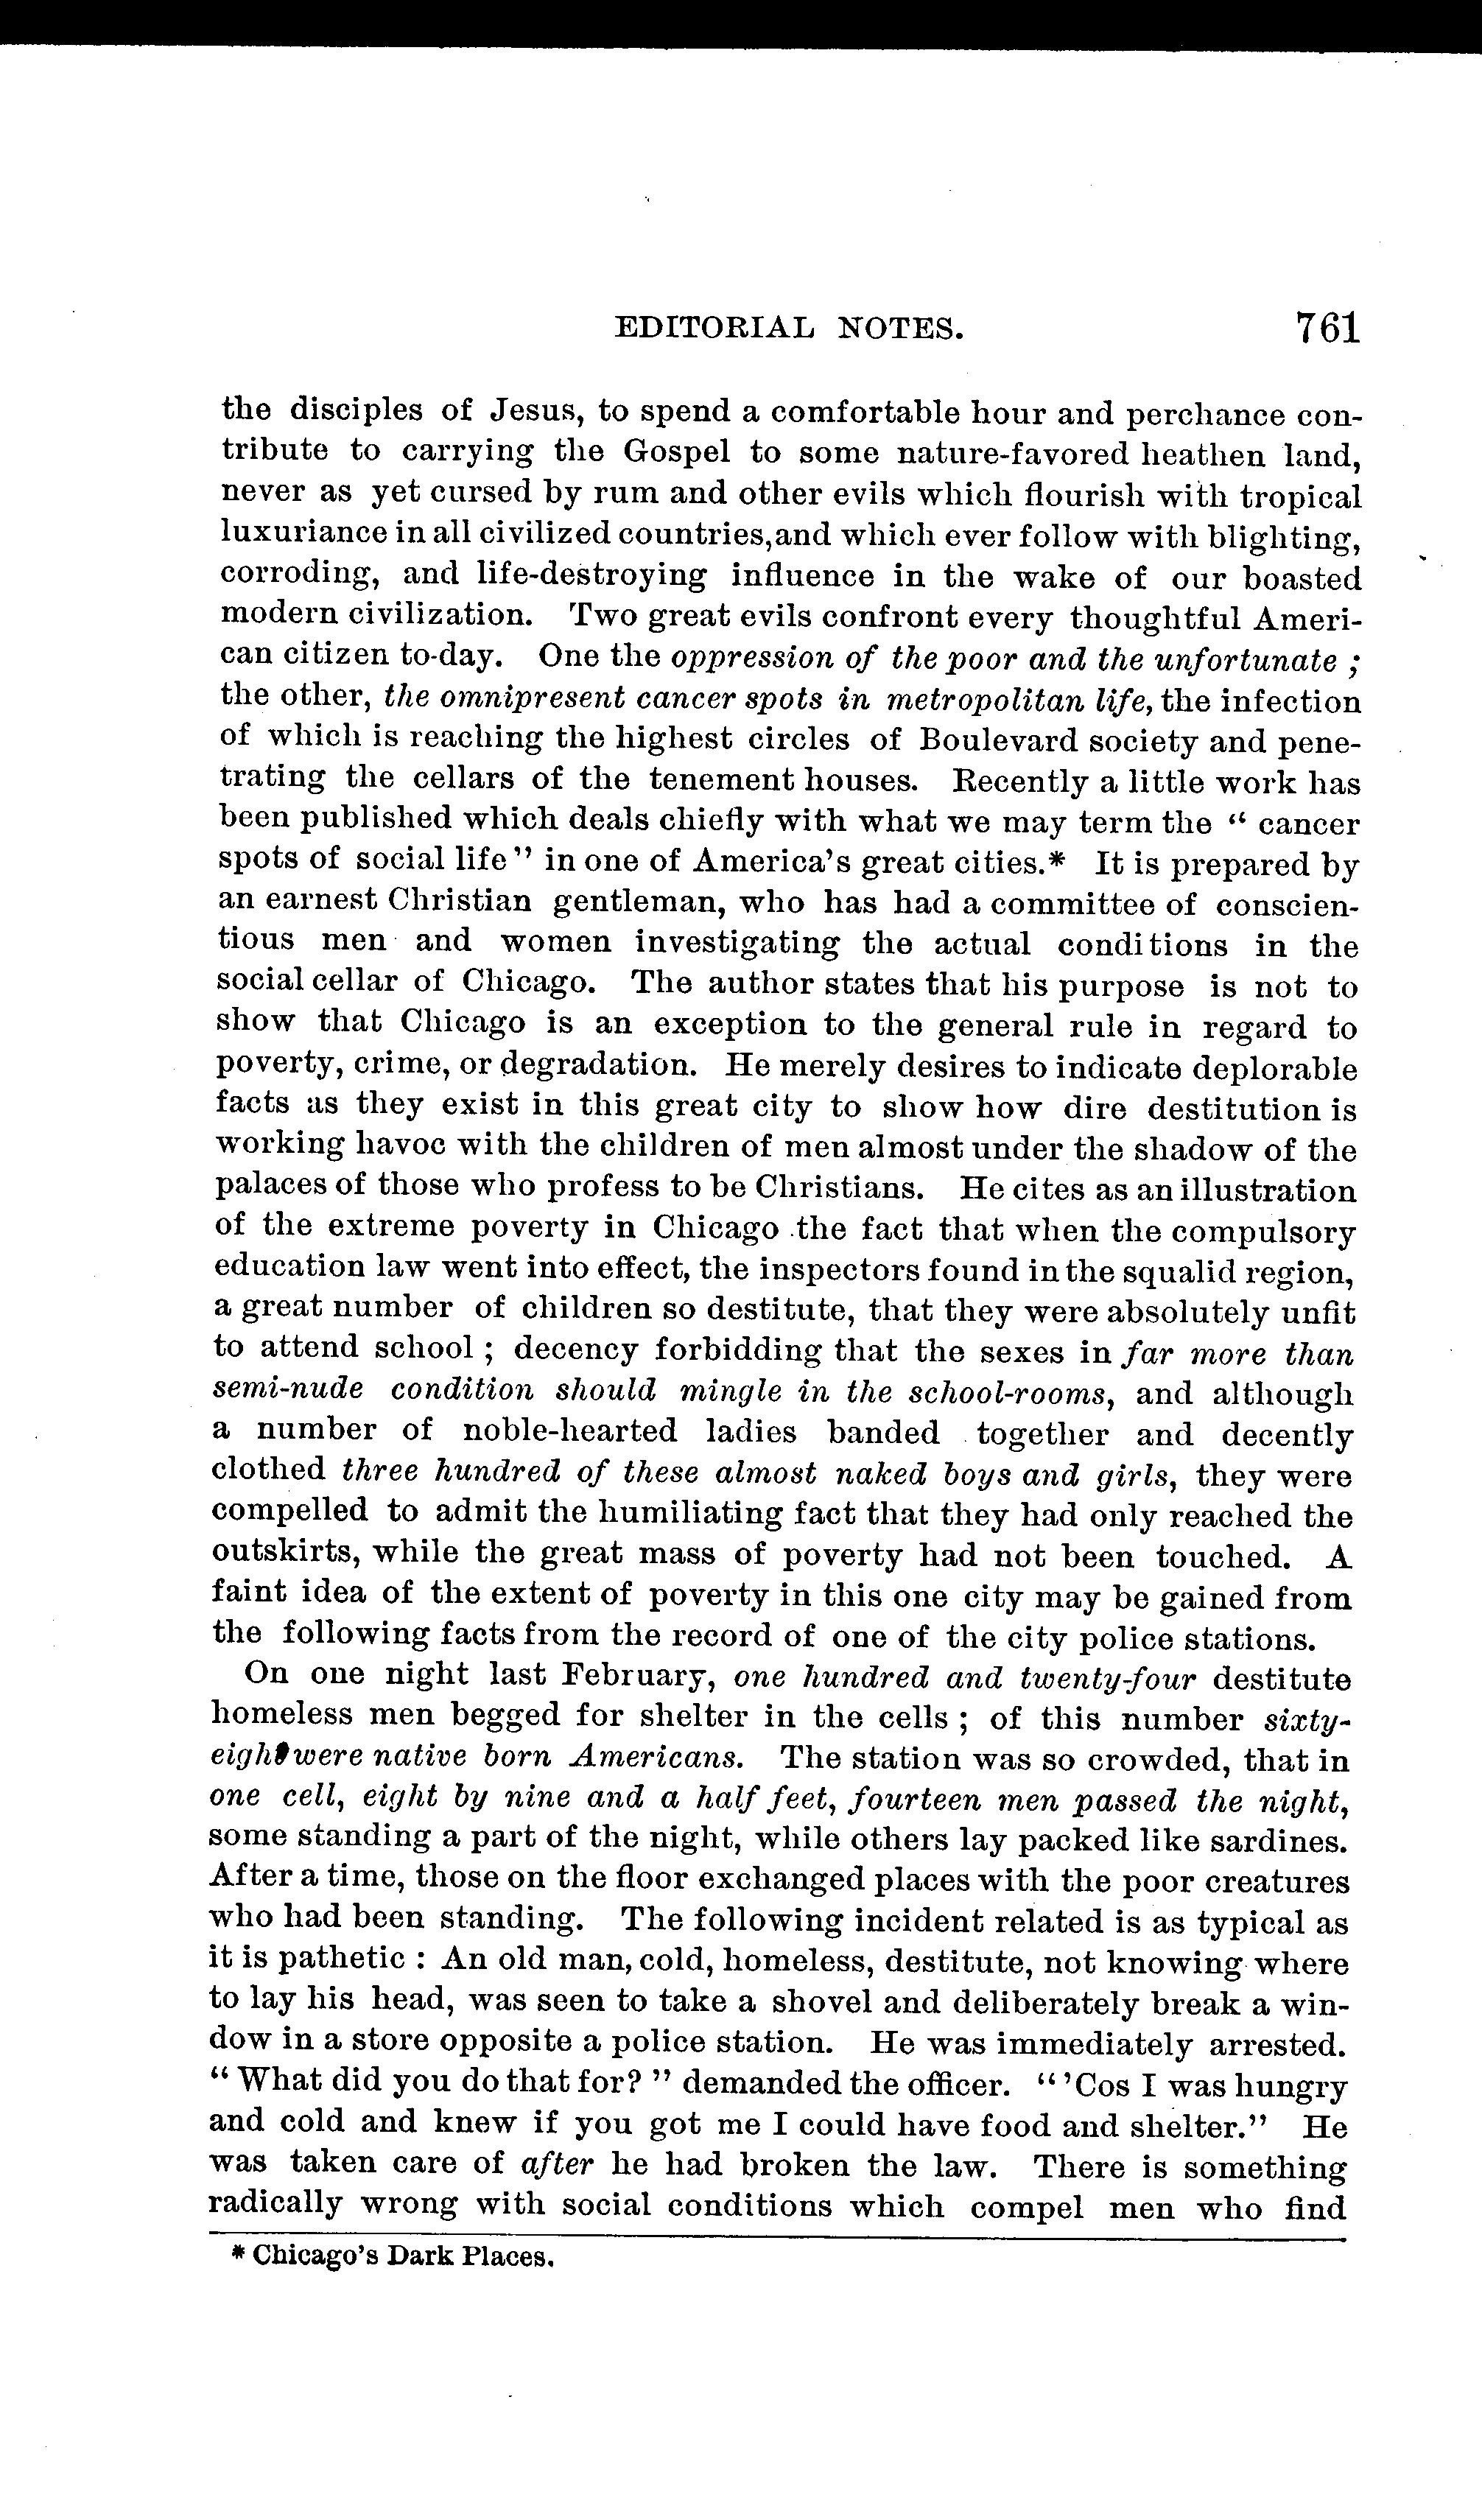 EDITORIAL NOTES. 761
the disciples of Jesus, to spend a comfortable hour and perchance con-
tribute to carrying the Gospel to some nature-favored heathen land,
never as yet cursed by rum and other evils which flourish with tropical
luxuriance in all civilized countries,and which ever follow with blighting,
corroding, and life-destroying influence in the wake of our boasted
modern civilization. Two great evils confront every thoughtful Ameri-
can citizen to-day. One the oppression of the poor and the unfortunate ;
the other, the omnipresent cancer spots in metropolitan life, the infection
of which is reaching the highest circles of Boulevard society and pene-
trating the cellars of the tenement houses. Recently a little work has
been published which deals chiefly with what we may term the “ cancer
spots of social life” in one of America’s great cities.* It is prepared by
an earnest Christian gentleman, who has had a committee of conscien-
tious men and women investigating the actual conditions in the
social cellar of Chicago. The author states that his purpose is not to
show that Chicago is an exception to the general rule in regard to
poverty, crime, or degradation. He merely desires to indicate deplorable
facts as they exist in this great city to show how dire destitution is
working havoc with the children of men almost under the shadow of the
palaces of those who profess to be Christians. He cites as an illustration
of the extreme poverty in Chicago the fact that when the compulsory
education law went into effect, the inspectors found in the squalid region,
a great number of children so destitute, that they were absolutely unfit
to attend school ; decency forbidding that the sexes in far more than
semi-nude condition should mingle in the school-rooms, and although
a number of noble-hearted ladies banded together and decently
clothed three hundred of these almost naked boys and girls, they were
compelled to admit the humiliating fact that they had only reached the
outskirts, while the great mass of poverty had not been touched. A
faint idea of the extent of poverty in this one city may be gained from
the following facts from the record of one of the city police stations.
On one night last February, one hundred and twenty-four destitute
homeless men begged for shelter in the cells ; of this number sixty-
eight were native born Americans. The station was so crowded, that in
one cell, eight by nine and a half feet, fourteen men passed the night,
some standing a part of the night, while others lay packed like sardines.
After a time, those on the floor exchanged places with the poor creatures
who had been standing. The following incident related is as typical as
it is pathetic : An old man, cold, homeless, destitute, not knowing where
to lay his head, was seen to take a shovel and deliberately break a win-
dow in a store opposite a police station. He was immediately arrested.
“ What did you do that for? ” demanded the officer. “ ’Cos I was hungry
and cold and knew if you got me I could have food and shelter.” He
was taken care of after he had broken the law. There is something
radically wrong with social conditions which compel men who find
* Chicago’s Dark Places.